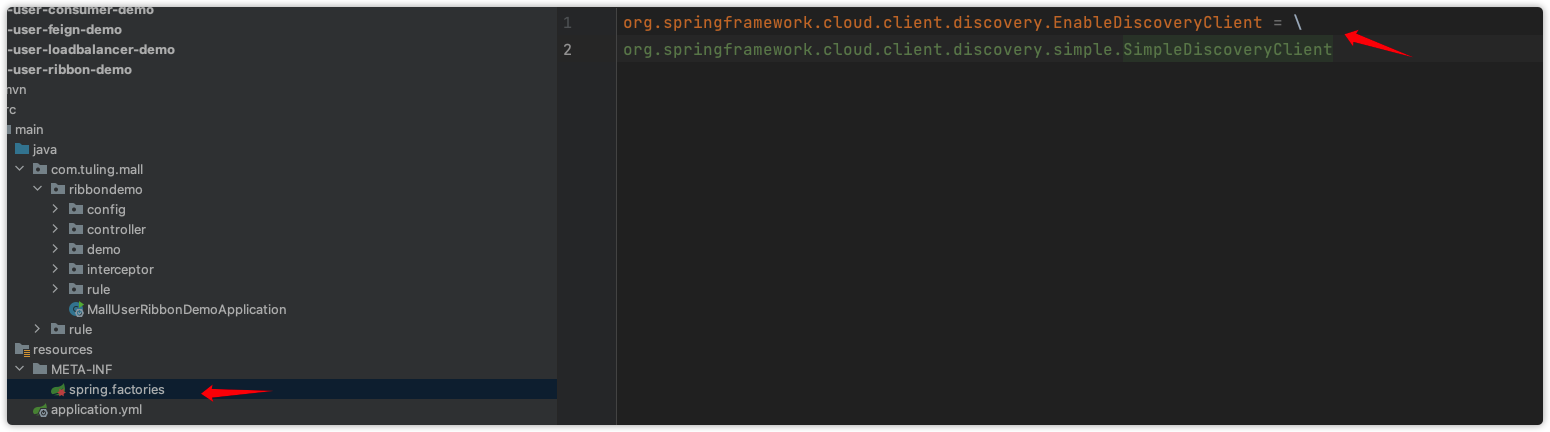 -user-consumer-demo
-user-feign-demo
-user-loadbalancer-demo
-user-ribbon-demo
mvn
rc
main
java
com.tuling.mall
ribbondemo
config
controller
demo
interceptor
rule
MallUserRibbonDemoApplication
rule
resources
META-INF
spring.factories
application.yml
1 org.springframework.cloud.client.discovery.EnableDiscoveryClient = \
2 org.springframework.cloud.client.discovery.simple.SimpleDiscoveryClient